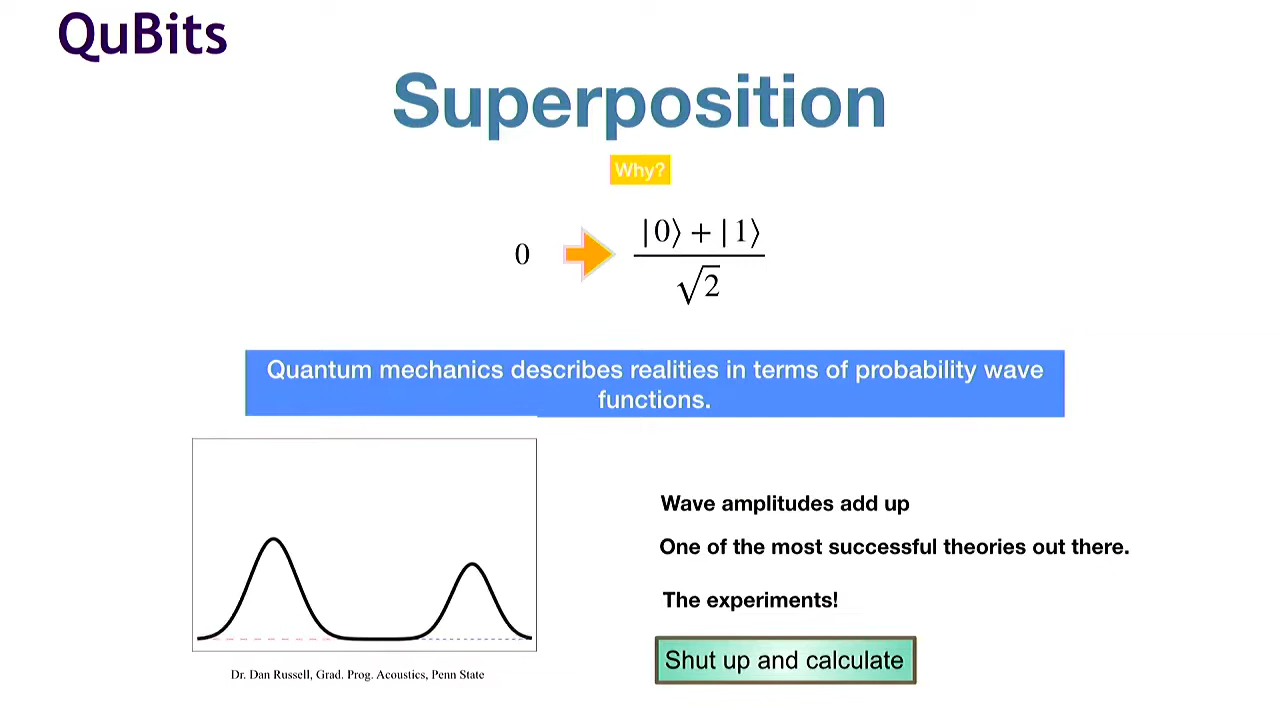 QuBits
Superposition
Why?
0 |0⟩ + |1⟩
√2
Quantum mechanics describes realities in terms of probability wave
functions.
Wave amplitudes add up
One of the most successful theories out there.
The experiments!
Shut up and calculate
Dr. Dan Russell, Grad. Prog. Acoustics, Penn State